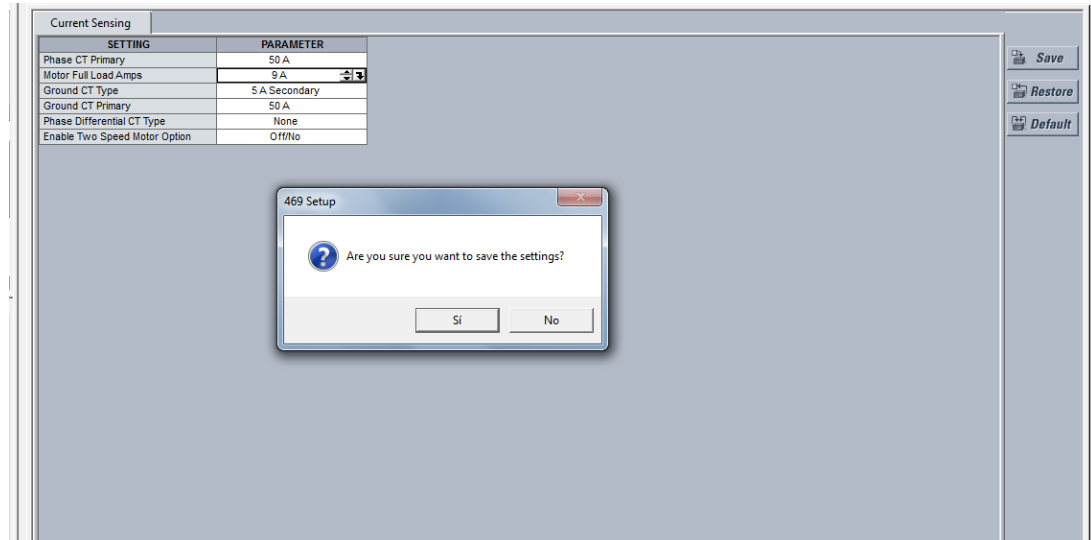 Current Sensing
SETTING PARAMETER
Phase CT Primary 50 A
Motor Full Load Amps 9 A
Ground CT Type 5 A Secondary
Ground CT Primary 50 A
Phase Differential CT Type None
Enable Two Speed Motor Option Off/No
Save
Restore
Default
469 Setup
Are you sure you want to save the settings?
Sí No